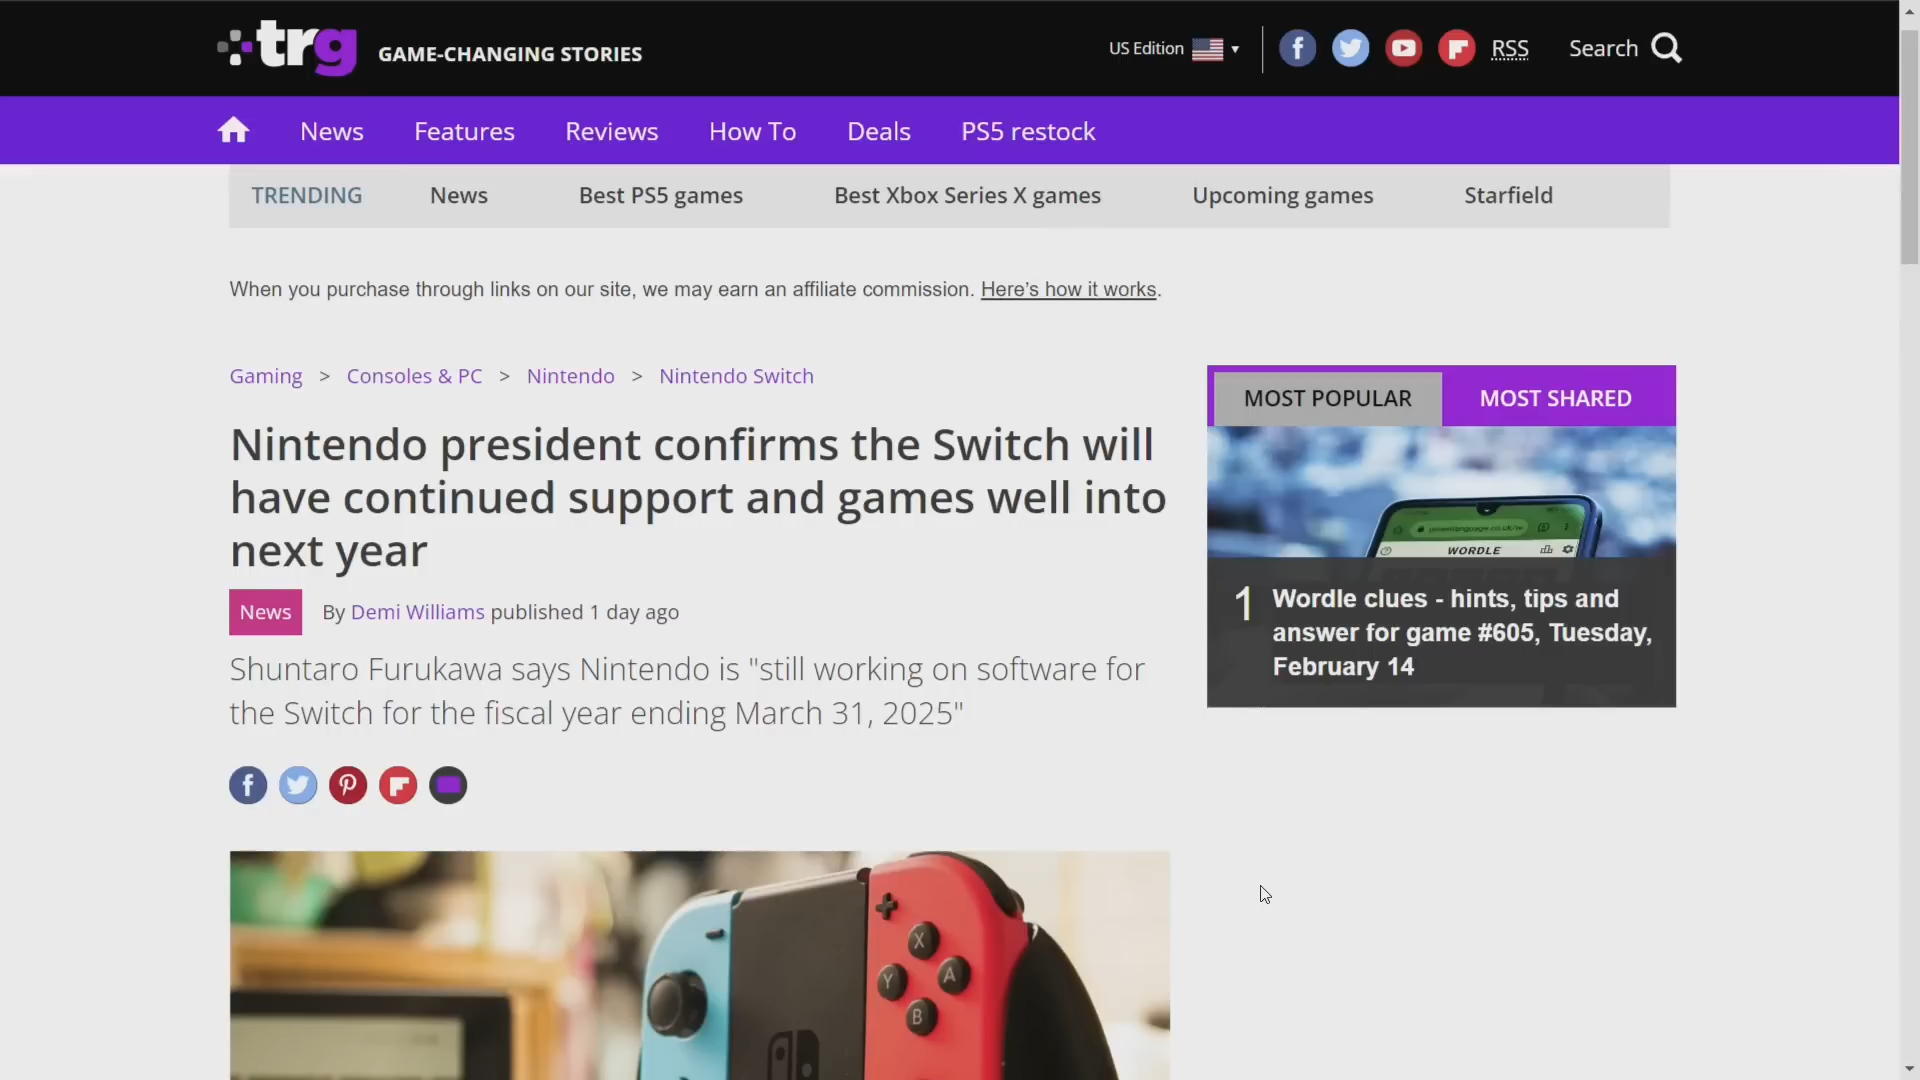 trg GAME-CHANGING STORIES
US Edition
RSS
Search
News Features Reviews How To Deals PS5 restock
TRENDING News Best PS5 games Best Xbox Series X games Upcoming games Starfield
When you purchase through links on our site, we may earn an affiliate commission. Here's how it works.
Gaming > Consoles & PC > Nintendo > Nintendo Switch
Nintendo president confirms the Switch will
have continued support and games well into
next year
News By Demi Williams published 1 day ago
Shuntaro Furukawa says Nintendo is "still working on software for
the Switch for the fiscal year ending March 31, 2025"
MOST POPULAR MOST SHARED
WORDLE
1 Wordle clues - hints, tips and
answer for game #605, Tuesday,
February 14
X
Y A
B